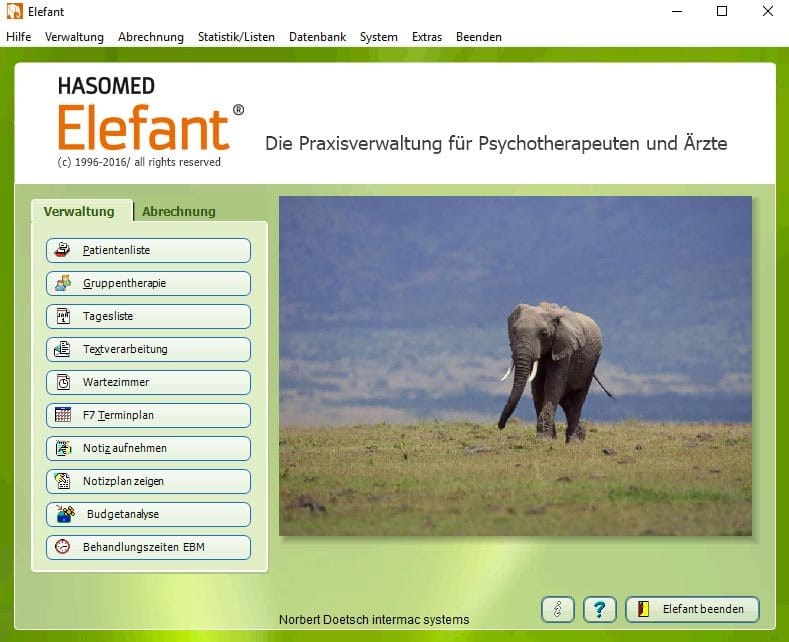 Elefant
Hilfe Verwaltung Abrechnung Statistik/Listen Datenbank System Extras Beenden
HASOMED
Elefant®
(c) 1996-2016/ all rights reserved
Die Praxisverwaltung für Psychotherapeuten und Ärzte
Verwaltung Abrechnung
Patientenliste
Gruppentherapie
Tagesliste
Textverarbeitung
Wartezimmer
F7 Terminplan
Notiz aufnehmen
Notizplan zeigen
Budgetanalyse
Behandlungszeiten EBM
Norbert Doetsch intermac systems
i ? Elefant beenden